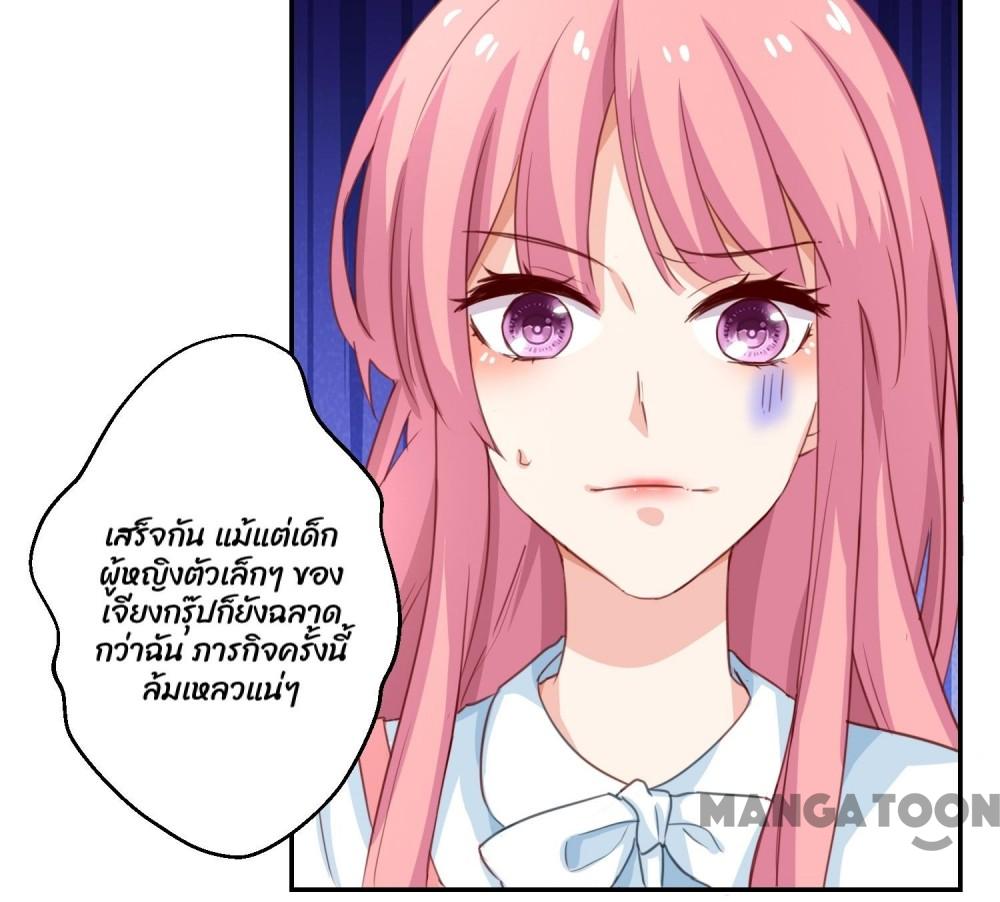 เสร็จกัน แม้แต่เด็ก
ผู้หญิงตัวเล็กๆ ของ
เจียงกรุ๊ปก็ยังฉลาด
กว่าฉัน ภารกิจครั้งนี้
ล้มเหลวแน่ๆ
MANGATOON